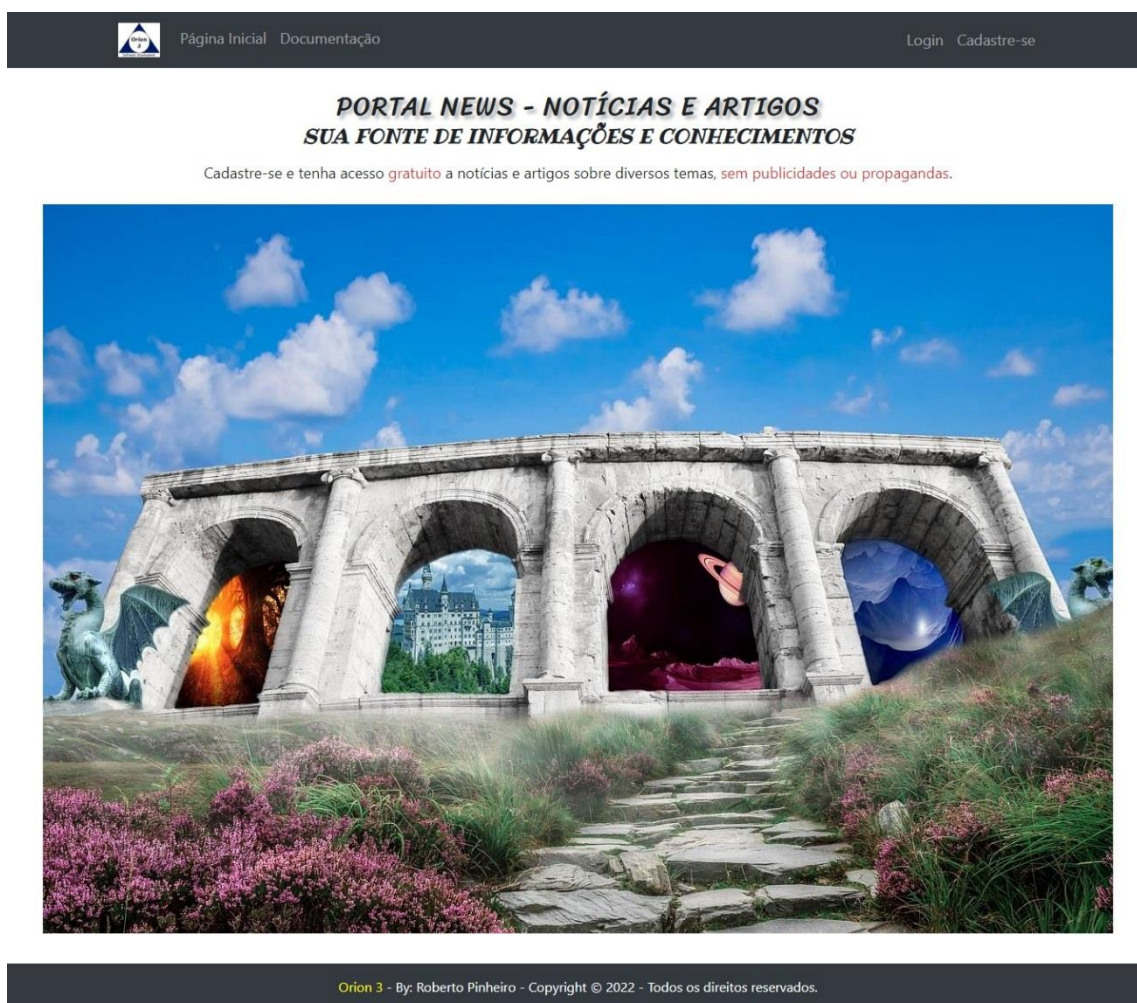 Orion
3
Página Inicial Documentação
Login Cadastre-se
PORTAL NEWS - NOTÍCIAS E ARTIGOS
SUA FONTE DE INFORMAÇÕES E CONHECIMENTOS
Cadastre-se e tenha acesso gratuito a notícias e artigos sobre diversos temas, sem publicidades ou propagandas.
Orion 3 - By: Roberto Pinheiro - Copyright © 2022 - Todos os direitos reservados.